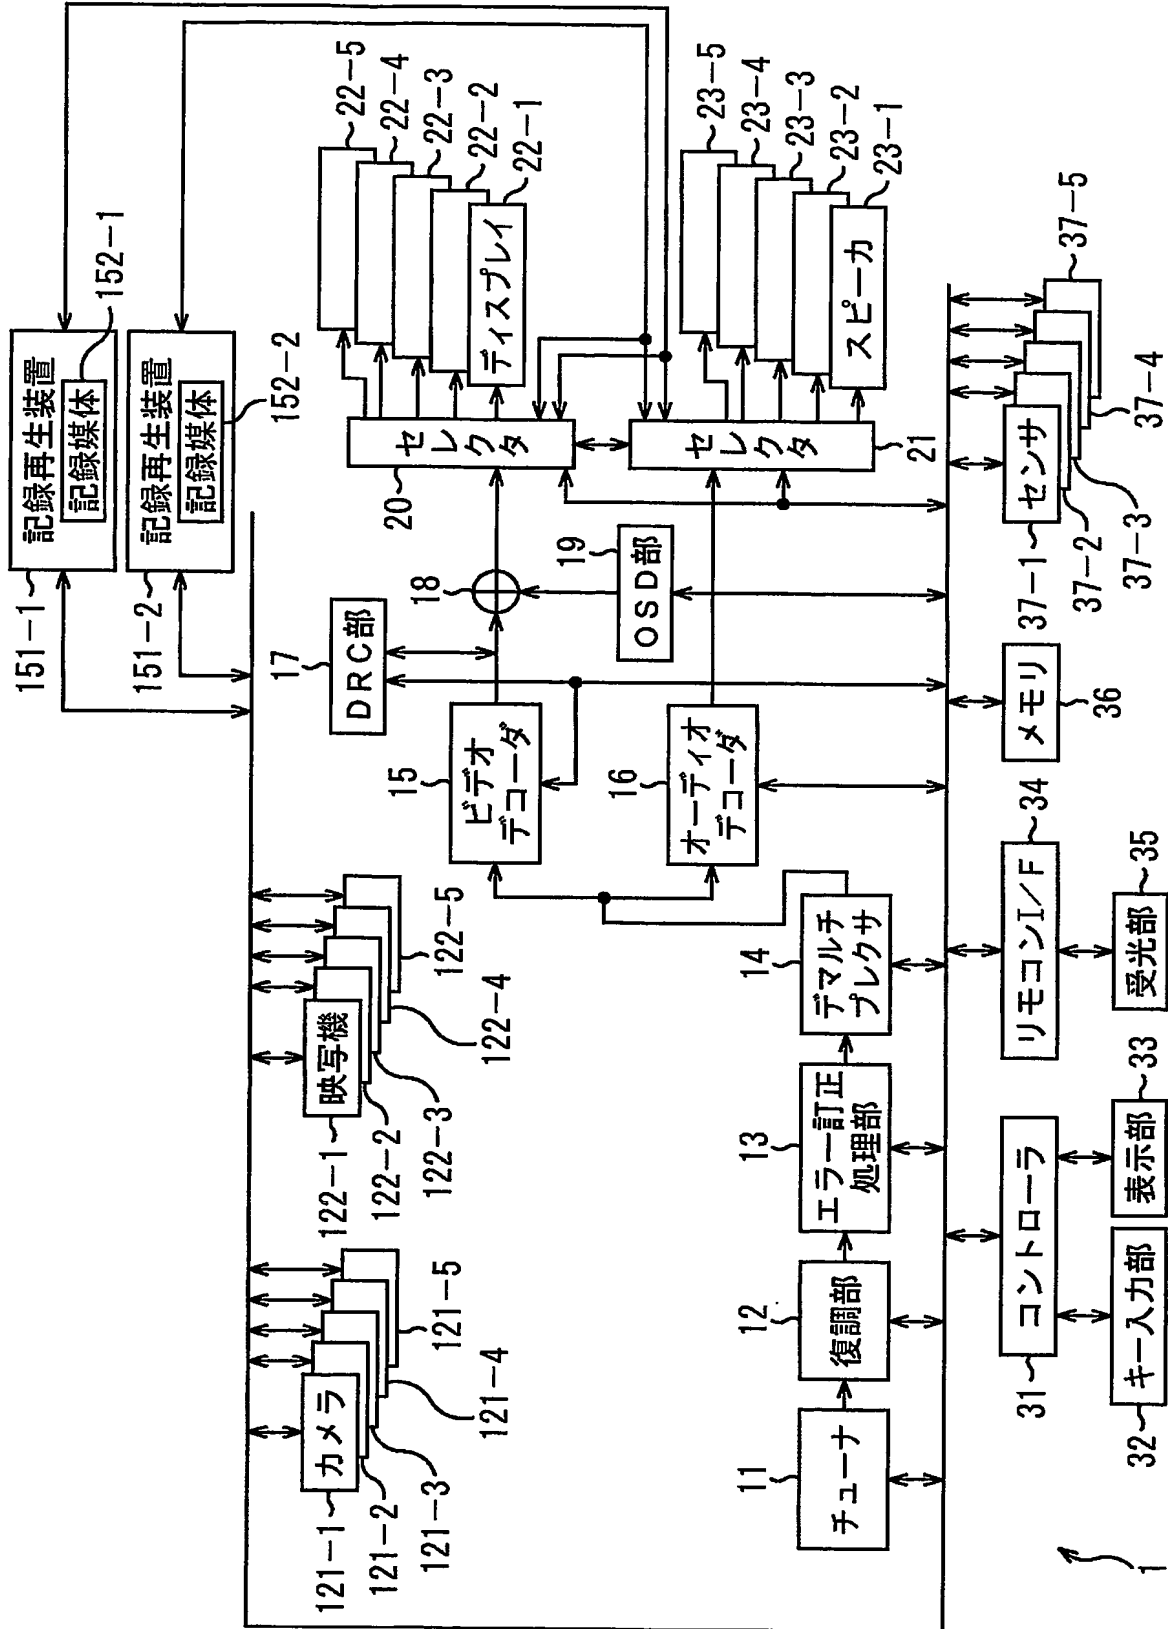 151-1
記録再生装置
記録媒体
152-1
151-2
記録再生装置
記録媒体
152-2
121-1
カメラ
121-2
121-3
121-4
121-5
122-1
映写機
122-2
122-3
122-4
122-5
17
DRC部
15
ビデオ
デコーダ
16
オーディオ
デコーダ
18
19
OSD部
20
セレクタ
21
セレクタ
22-5
22-4
22-3
22-2
22-1
ディスプレイ
23-5
23-4
23-3
23-2
23-1
スピーカ
11
チューナ
12
復調部
13
エラー訂正
処理部
14
デマルチ
プレクサ
31
コントローラ
32
キー入力部
33
表示部
34
リモコンI/F
35
受光部
36
メモリ
37-1
センサ
37-2
37-3
37-4
37-5
1